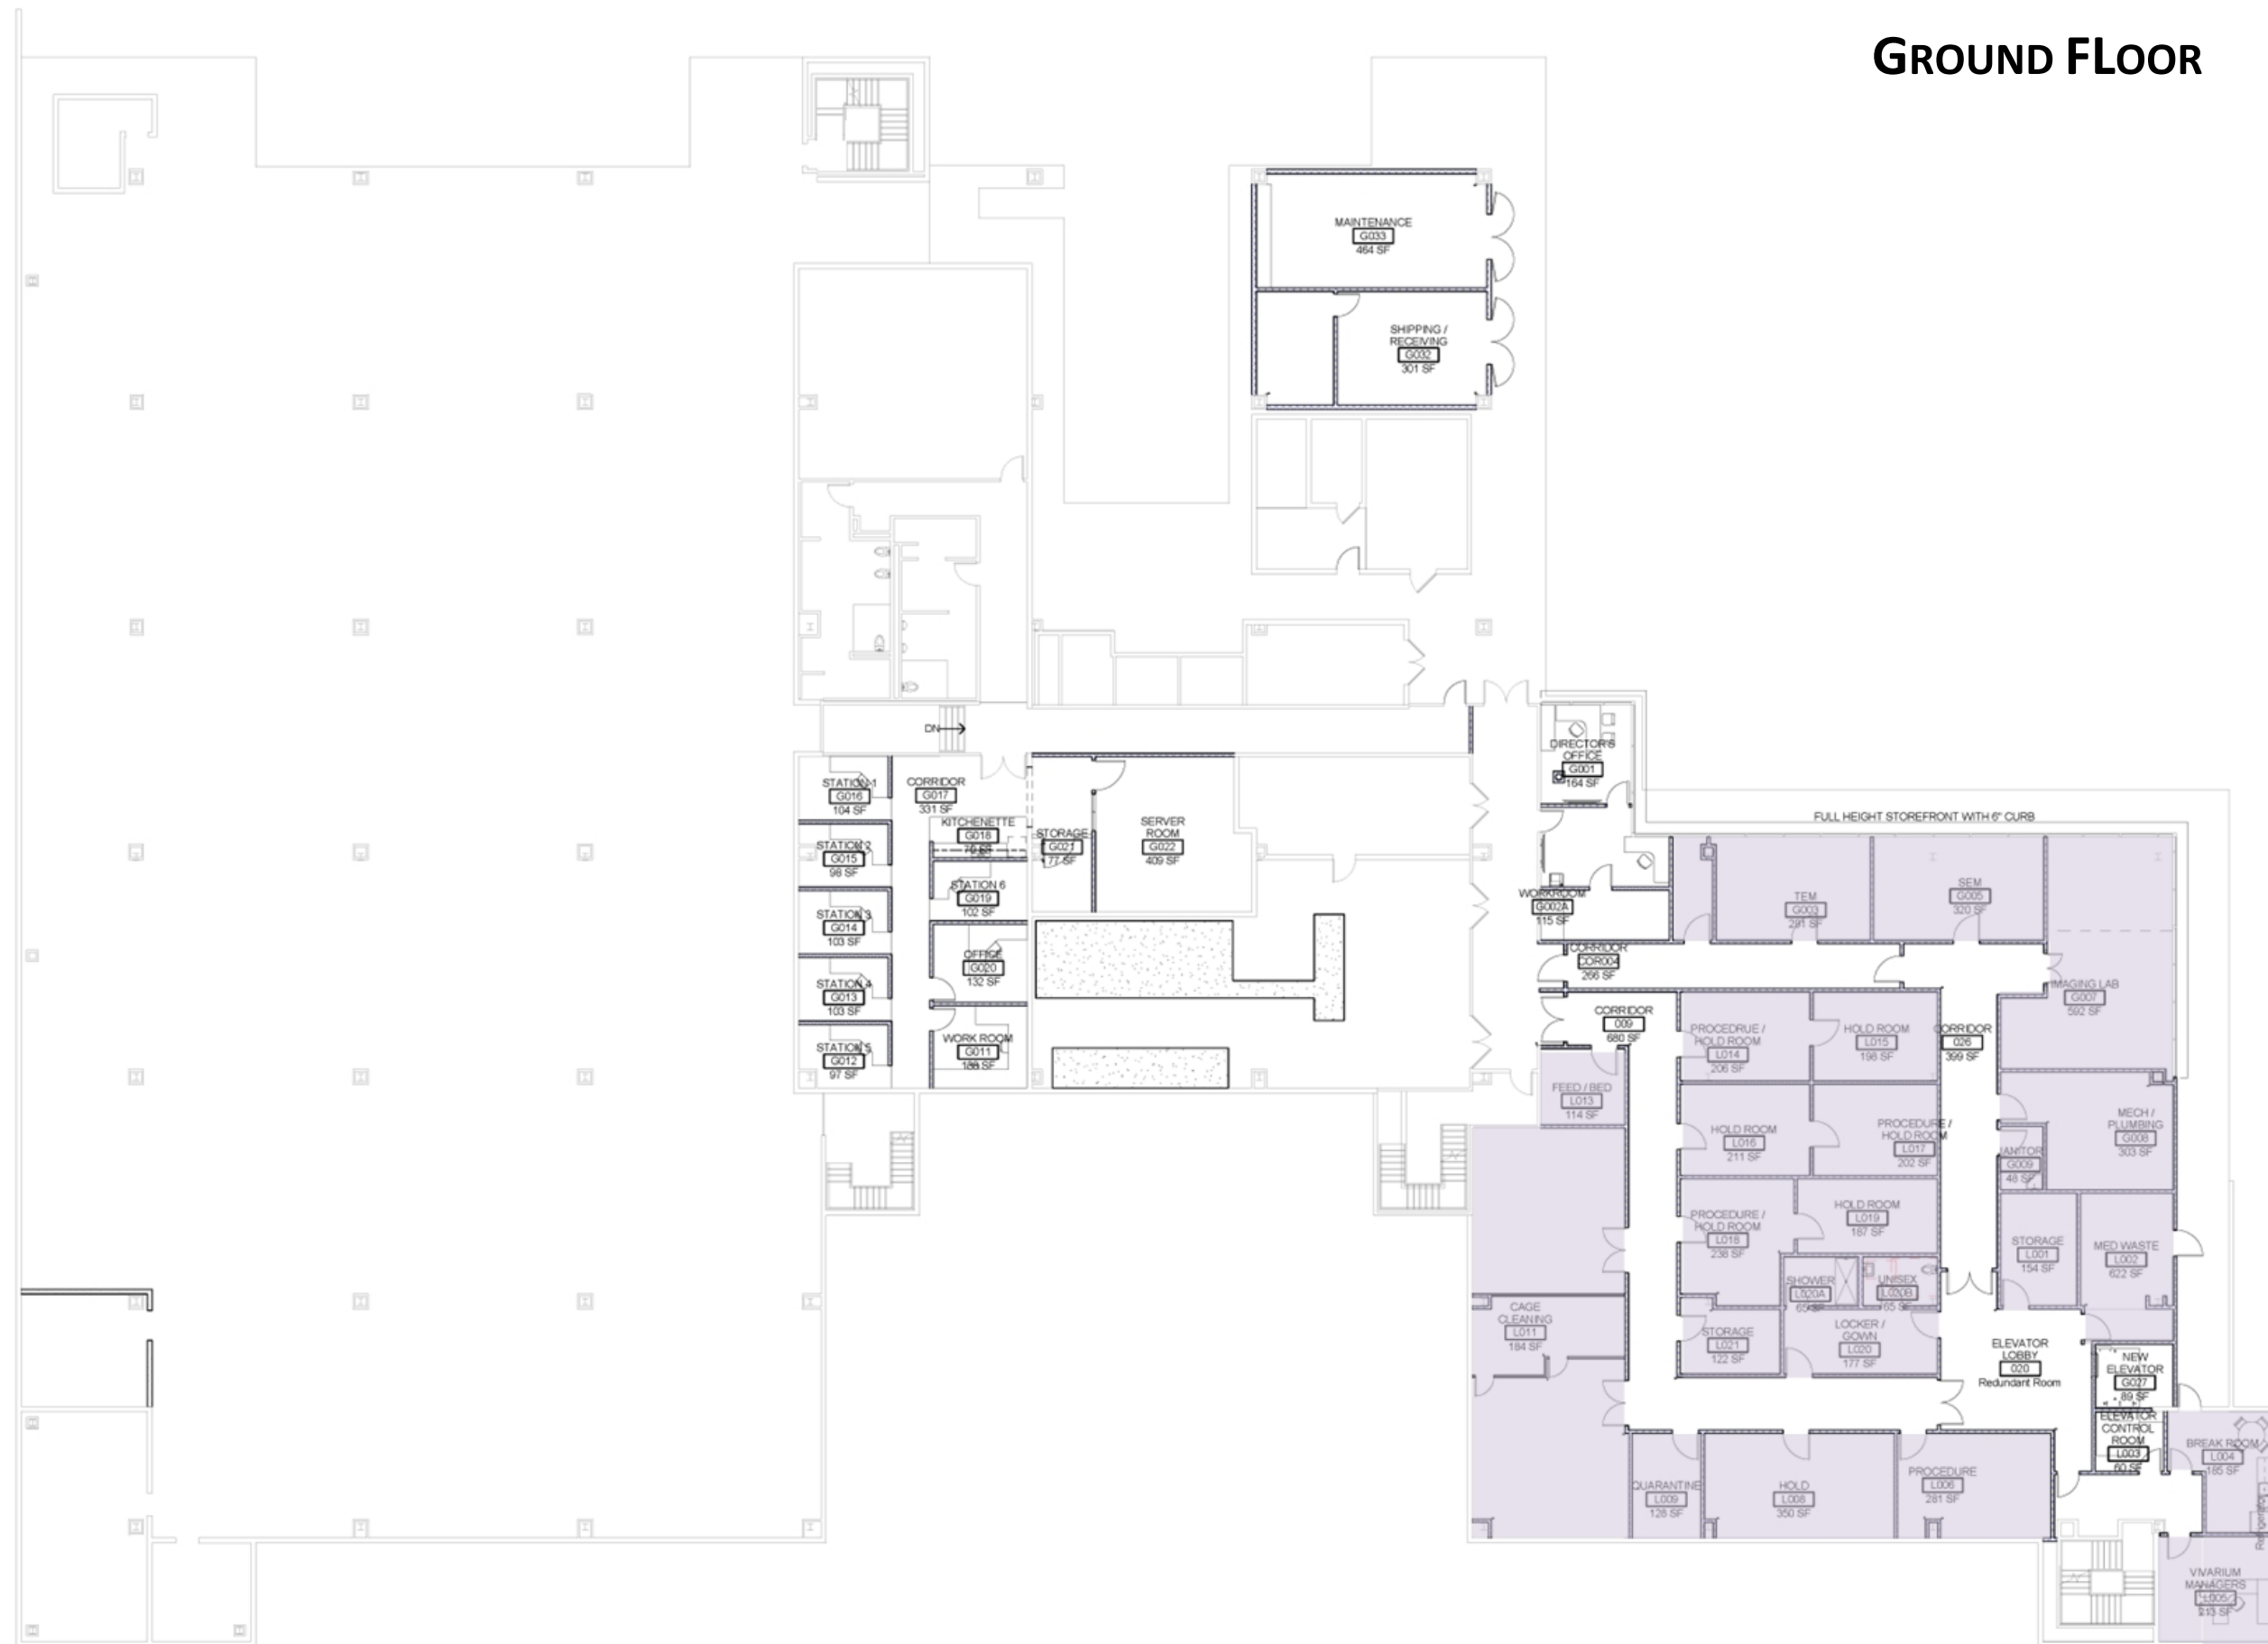 GROUND FLOOR
MAINTENANCE
G033
464 SF
SHIPPING /
RECEIVING
G032
301 SF
DN
DIRECTOR'S
OFFICE
G001
164 SF
STATION 1
G016
104 SF
CORRIDOR
G017
331 SF
KITCHENETTE
G018
70 SF
STORAGE
G021
77 SF
SERVER
ROOM
G022
409 SF
FULL HEIGHT STOREFRONT WITH 6" CURB
STATION 2
G015
98 SF
STATION 6
G019
102 SF
WORKROOM
G002A
115 SF
TEM
G003
281 SF
SEM
G005
320 SF
STATION 3
G014
103 SF
OFFICE
G020
132 SF
CORRIDOR
COR004
266 SF
STATION 4
G013
103 SF
IMAGING LAB
G007
592 SF
CORRIDOR
009
680 SF
PROCEDRUE /
HOLD ROOM
L014
206 SF
HOLD ROOM
L015
198 SF
CORRIDOR
026
399 SF
STATION 5
G012
97 SF
WORK ROOM
G011
SF
FEED / BED
L013
114 SF
HOLD ROOM
L016
211 SF
PROCEDURE /
HOLD ROOM
L017
202 SF
MECH /
PLUMBING
G008
303 SF
JANITOR
G009
48 SF
PROCEDURE /
HOLD ROOM
L018
238 SF
HOLD ROOM
L019
167 SF
STORAGE
L001
154 SF
MED WASTE
L002
622 SF
SHOWER
L020A
65 SF
UNISEX
L020B
65 SF
CAGE
CLEANING
L011
184 SF
STORAGE
L021
122 SF
LOCKER /
GOWN
L020
177 SF
ELEVATOR
LOBBY
020
Redundant Room
NEW
ELEVATOR
G027
89 SF
ELEVATOR
CONTROL
ROOM
L003
60 SF
BREAK ROOM
L004
185 SF
QUARANTINE
L009
128 SF
HOLD
L008
350 SF
PROCEDURE
L006
281 SF
VIVARIUM
MANAGERS
L005
213 SF